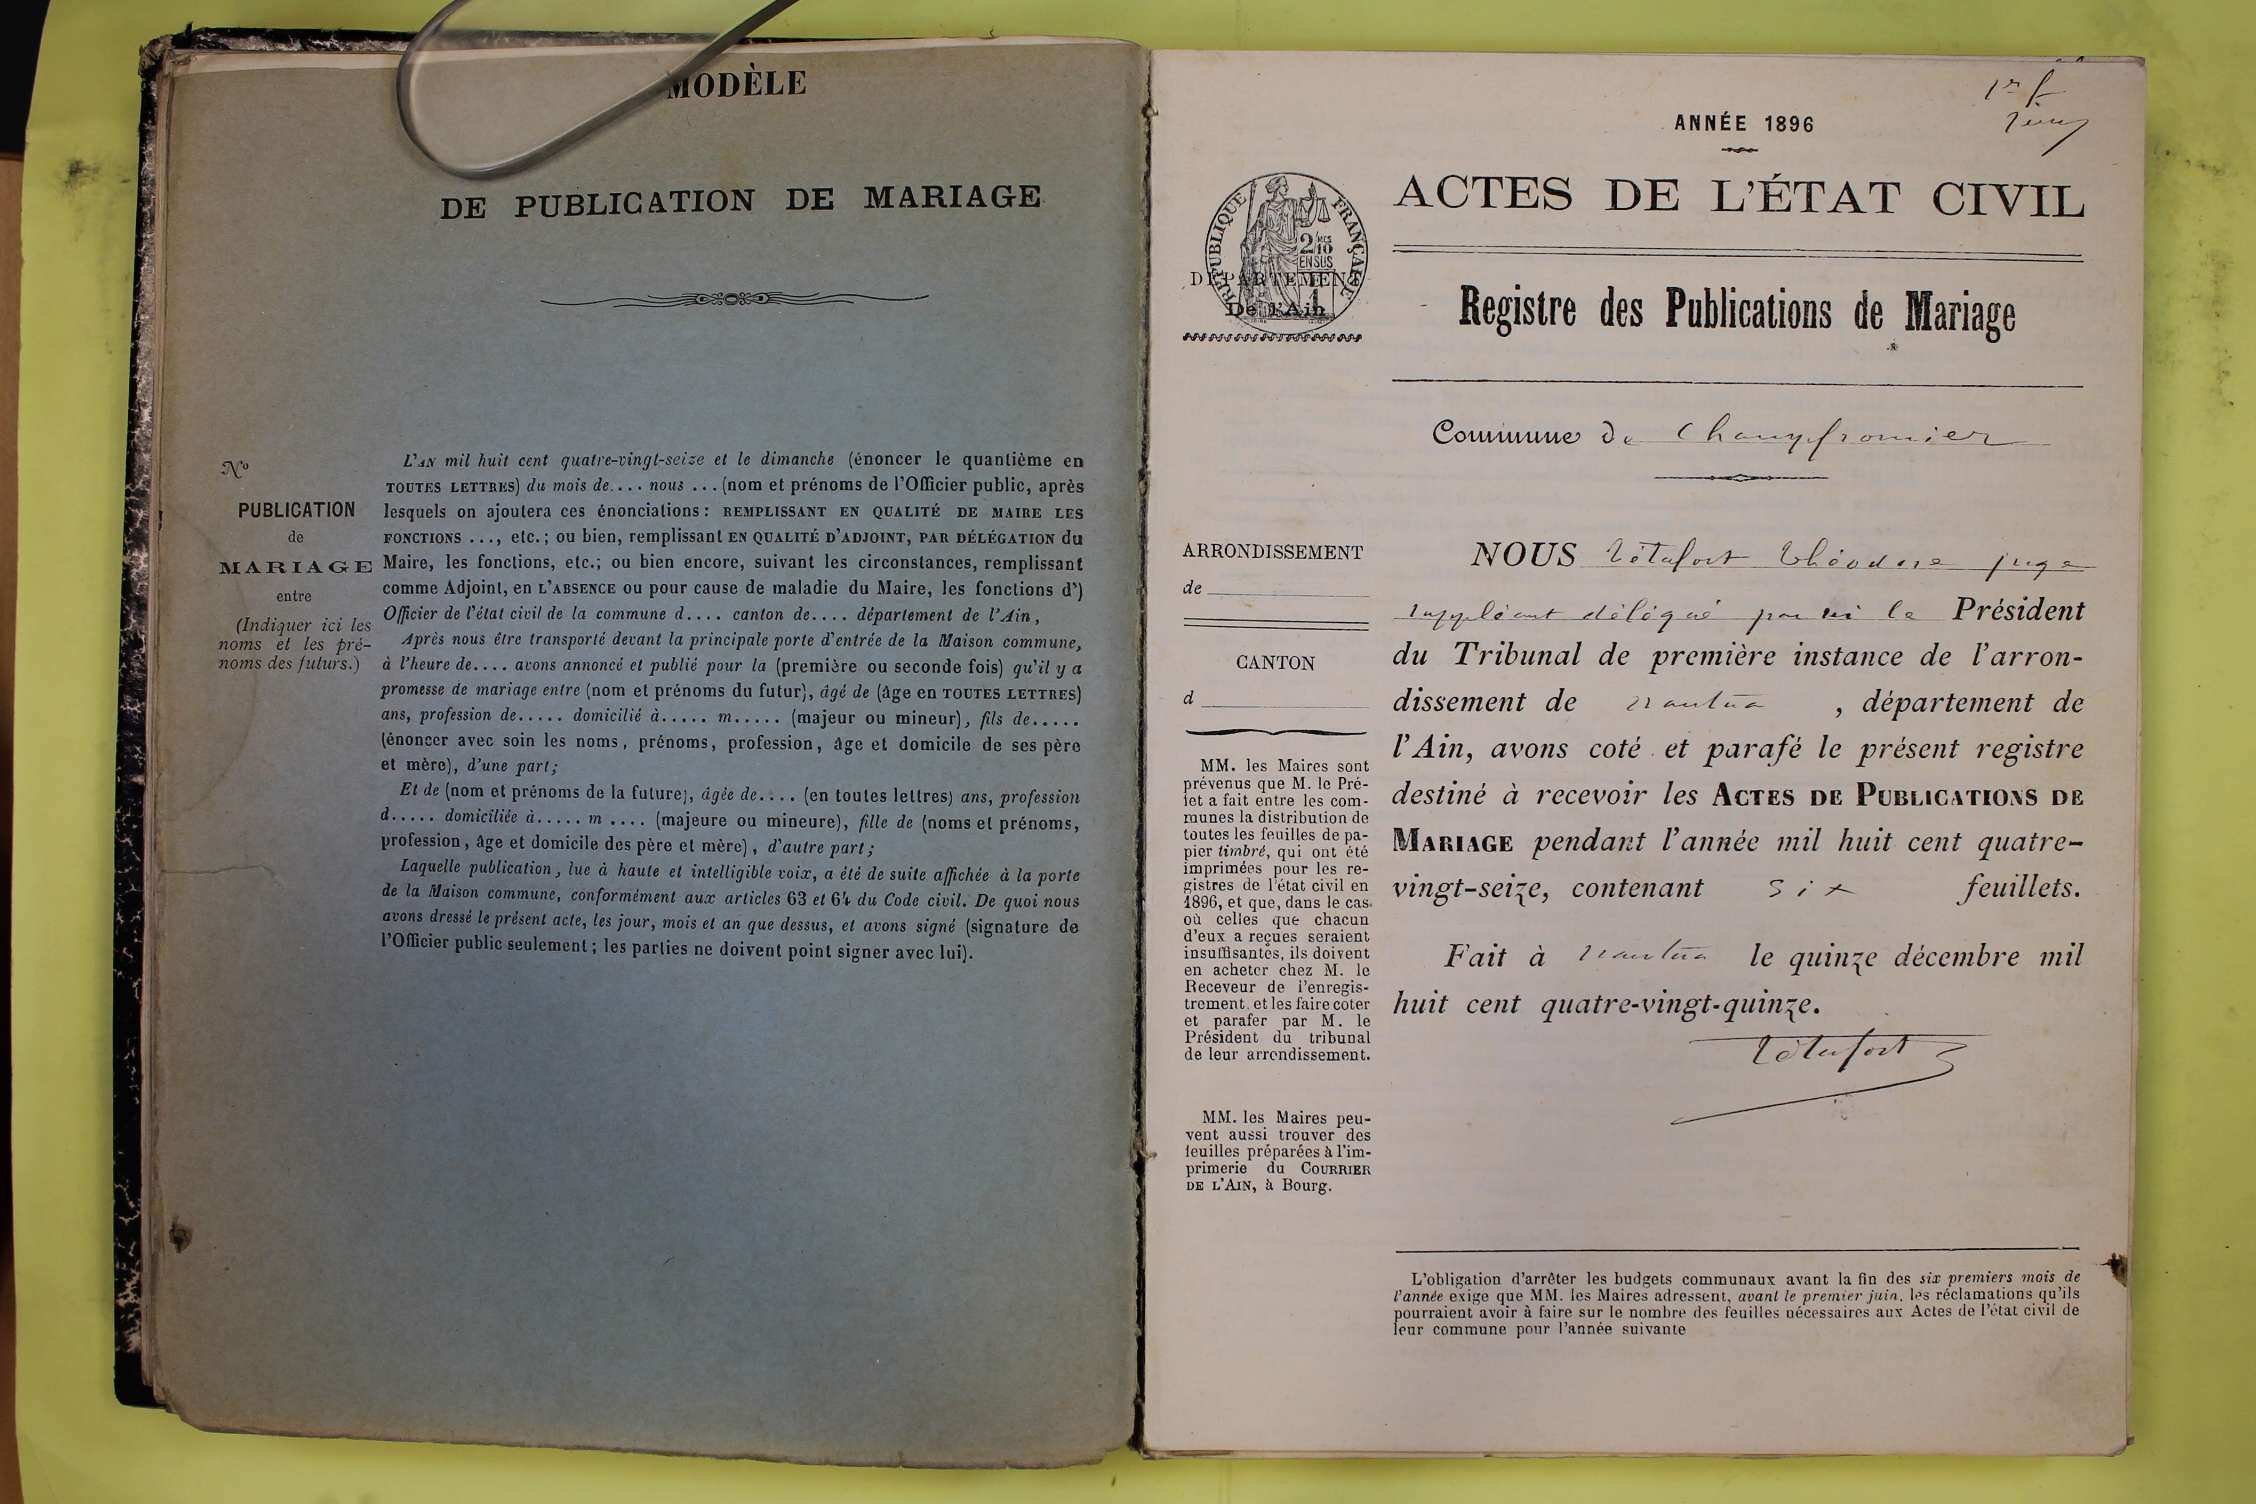 MODÈLE
DE PUBLICATION DE MARIAGE
No
PUBLICATION
de
MARIAGE
entre
(Indiquer ici les
noms et les pré-
noms des futurs.)
L'AN mil huit cent quatre-vingt-seize et le dimanche (énoncer le quantième en
TOUTES LETTRES) du mois de.... nous ... (nom et prénoms de l'Officier public, après
lesquels on ajoutera ces énonciations: REMPLISSANT EN QUALITÉ DE MAIRE LES
FONCTIONS ..., etc.; ou bien, remplissant EN QUALITÉ D'ADJOINT, PAR DÉLÉGATION du
Maire, les fonctions, etc.; ou bien encore, suivant les circonstances, remplissant
comme Adjoint, en L'ABSENCE ou pour cause de maladie du Maire, les fonctions d')
Officier de l'état civil de la commune d.... canton de.... département de l'Ain,
Après nous être transporté devant la principale porte d'entrée de la Maison commune,
à l'heure de.... avons annoncé et publié pour la (première ou seconde fois) qu'il y a
promesse de mariage entre (nom et prénoms du futur), âgé de (âge en TOUTES LETTRES)
ans, profession de..... domicilié à..... m..... (majeur ou mineur), fils de.....
(énoncer avec soin les noms, prénoms, profession, âge et domicile de ses père
et mère), d'une part;
Et de (nom et prénoms de la future), âgée de.... (en toutes lettres) ans, profession
d..... domiciliée à..... m .... (majeure ou mineure), fille de (noms et prénoms,
profession, âge et domicile des père et mère), d'autre part;
Laquelle publication, lue à haute et intelligible voix, a été de suite affichée à la porte
de la Maison commune, conformément aux articles 63 et 64 du Code civil. De quoi nous
avons dressé le présent acte, les jour, mois et an que dessus, et avons signé (signature de
l'Officier public seulement; les parties ne doivent point signer avec lui).
1er f
ANNÉE 1896
ACTES DE L'ÉTAT CIVIL
RÉPUBLIQUE FRANÇAISE
2/10 MES
EN SUS
DÉPARTEMENT
De l'Ain
Registre des Publications de Mariage
Commune de Champfromier
ARRONDISSEMENT
de
CANTON
d
MM. les Maires sont
prévenus que M. le Pré-
fet a fait entre les com-
munes la distribution de
toutes les feuilles de pa-
pier timbré, qui ont été
imprimées pour les re-
gistres de l'état civil en
1896, et que, dans le cas
où celles que chacun
d'eux a reçues seraient
insuffisantes, ils doivent
en acheter chez M. le
Receveur de l'enregis-
trement, et les faire coter
et parafer par M. le
Président du tribunal
de leur arrondissement.
MM. les Maires peu-
vent aussi trouver des
feuilles préparées à l'im-
primerie du COURRIER
DE L'AIN, à Bourg.
NOUS Tétafort Théodore juge
suppléant délégué par Mr le Président
du Tribunal de première instance de l'arron-
dissement de nantua , département de
l'Ain, avons coté et parafé le présent registre
destiné à recevoir les ACTES DE PUBLICATIONS DE
MARIAGE pendant l'année mil huit cent quatre-
vingt-seize, contenant six feuillets.
Fait à nantua le quinze décembre mil
huit cent quatre-vingt-quinze.
Tétafort
L'obligation d'arrêter les budgets communaux avant la fin des six premiers mois de
l'année exige que MM. les Maires adressent, avant le premier juin, les réclamations qu'ils
pourraient avoir à faire sur le nombre des feuilles nécessaires aux Actes de l'état civil de
leur commune pour l'année suivante